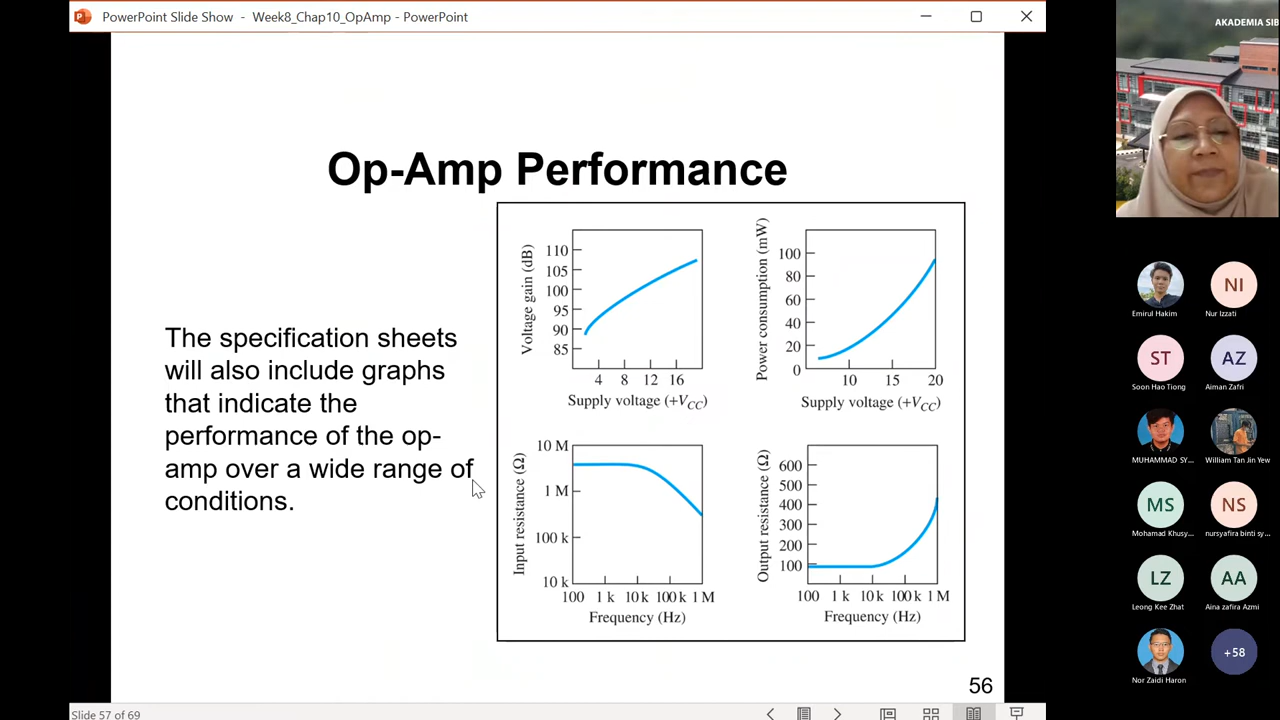 PowerPoint Slide Show - Week8_Chap10_OpAmp - PowerPoint
AKADEMIA SIB
Op-Amp Performance
The specification sheets
will also include graphs
that indicate the
performance of the op-
amp over a wide range of
conditions.
Voltage gain (dB)
110
105
100
95
90
85
4 8 12 16
Supply voltage (+VCC)
Power consumption (mW)
100
80
60
40
20
0
10 15 20
Supply voltage (+VCC)
Input resistance (Ω)
10 M
1 M
100 k
10 k
100 1 k 10 k 100 k 1 M
Frequency (Hz)
Output resistance (Ω)
600
500
400
300
200
100
100 1 k 10 k 100 k 1 M
Frequency (Hz)
56
Slide 57 of 69
Emirul Hakim
NI
Nur Izzati
ST
Soon Hao Tiong
AZ
Aiman Zafri
MUHAMMAD SY...
William Tan Jin Yew
MS
Mohamad Khusy...
NS
nursyafira binti sy...
LZ
Leong Kee Zhat
AA
Aina zafira Azmi
Nor Zaidi Haron
+58